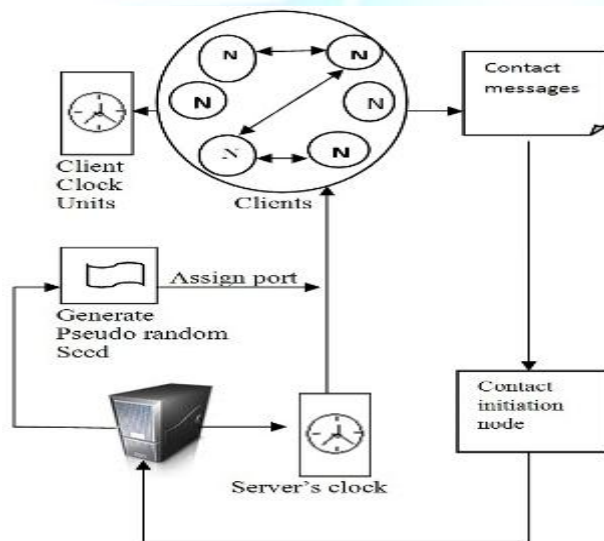 N
N
N
N
N
N
Contact
messages
Client
Clock
Units
Clients
Assign port
Generate
Pseudo random
Seed
Contact
initiation
node
Server's clock